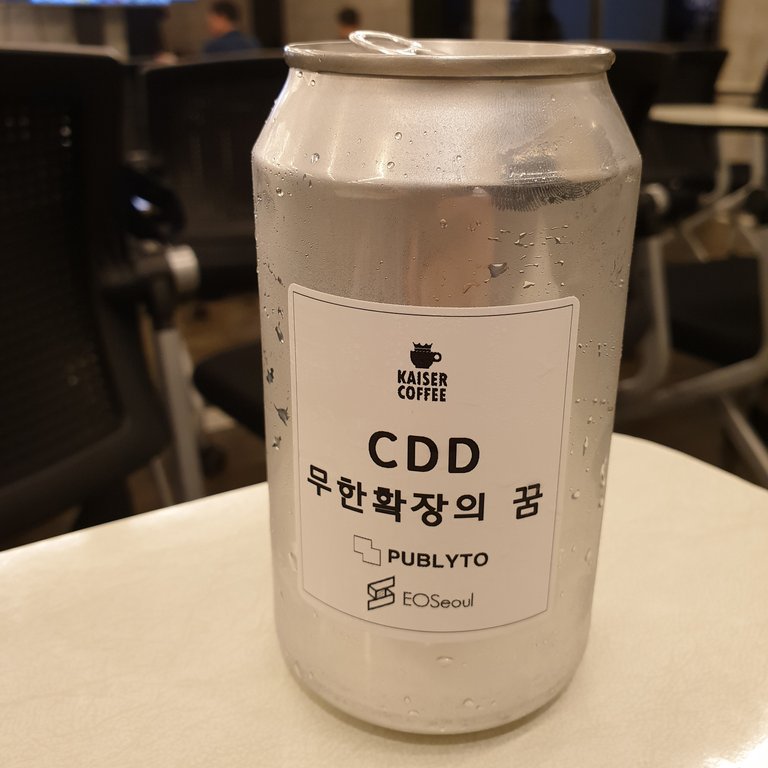 KAISER
COFFEE
CDD
무한확장의 꿈
PUBLYTO
EOSeoul